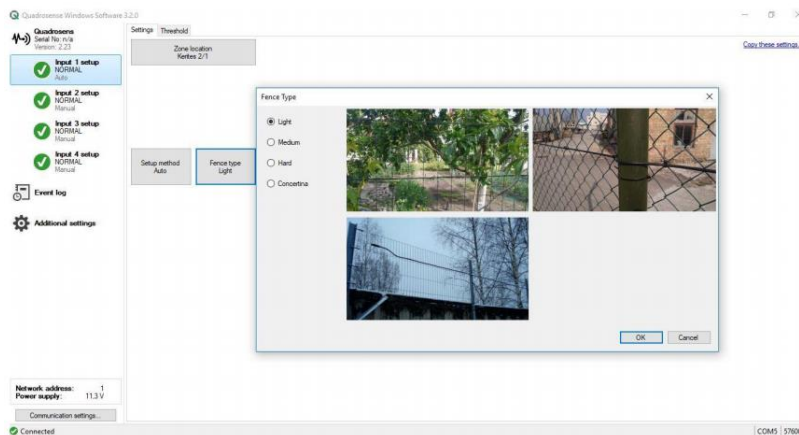 Quadrosense Windows Software 3.2.0
Quadrosens
Serial No: n/a
Version: 2.23
Input 1 setup
NORMAL
Auto
Input 2 setup
NORMAL
Manual
Input 3 setup
NORMAL
Manual
Input 4 setup
NORMAL
Manual
Event log
Additional settings
Network address: 1
Power supply: 11.3 V
Communication settings...
Connected
Settings Threshold
Zone location
Kerites 2/1
Copy these settings.
Setup method
Auto
Fence type
Light
Fence Type
Light
Medium
Hard
Concertina
OK Cancel
COM5 5760